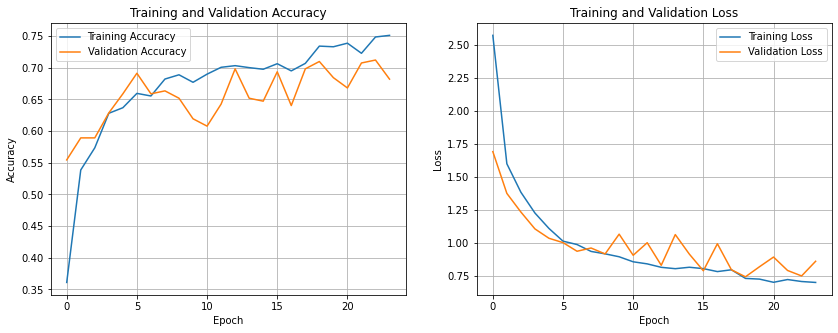 Training and Validation Accuracy
Training Accuracy
Validation Accuracy
0.75
0.70
0.65
0.60
0.55
0.50
0.45
0.40
0.35
Accuracy
0 5 10 15 20
Epoch
Training and Validation Loss
Training Loss
Validation Loss
2.50
2.25
2.00
1.75
1.50
1.25
1.00
0.75
Loss
0 5 10 15 20
Epoch